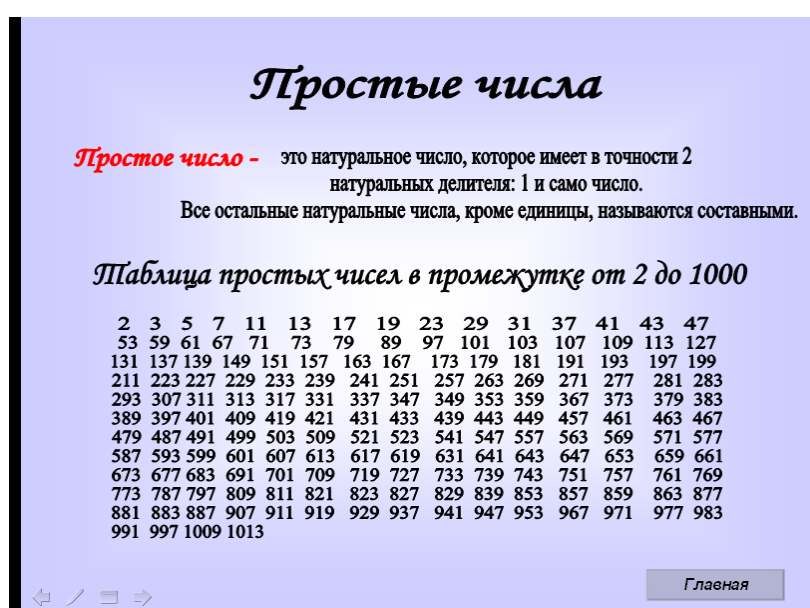 Простые числа
Простое число - это натуральное число, которое имеет в точности 2
натуральных делителя: 1 и само число.
Все остальные натуральные числа, кроме единицы, называются составными.
Таблица простых чисел в промежутке от 2 до 1000
2 3 5 7 11 13 17 19 23 29 31 37 41 43 47
53 59 61 67 71 73 79 89 97 101 103 107 109 113 127
131 137 139 149 151 157 163 167 173 179 181 191 193 197 199
211 223 227 229 233 239 241 251 257 263 269 271 277 281 283
293 307 311 313 317 331 337 347 349 353 359 367 373 379 383
389 397 401 409 419 421 431 433 439 443 449 457 461 463 467
479 487 491 499 503 509 521 523 541 547 557 563 569 571 577
587 593 599 601 607 613 617 619 631 641 643 647 653 659 661
673 677 683 691 701 709 719 727 733 739 743 751 757 761 769
773 787 797 809 811 821 823 827 829 839 853 857 859 863 877
881 883 887 907 911 919 929 937 941 947 953 967 971 977 983
991 997 1009 1013
Главная